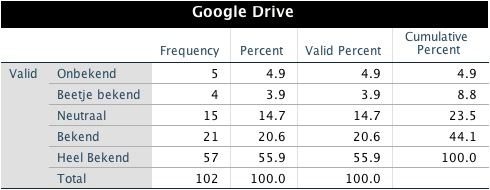 Google Drive
Frequency Percent Valid Percent Cumulative Percent
Valid Onbekend 5 4.9 4.9 4.9
Beetje bekend 4 3.9 3.9 8.8
Neutraal 15 14.7 14.7 23.5
Bekend 21 20.6 20.6 44.1
Heel Bekend 57 55.9 55.9 100.0
Total 102 100.0 100.0